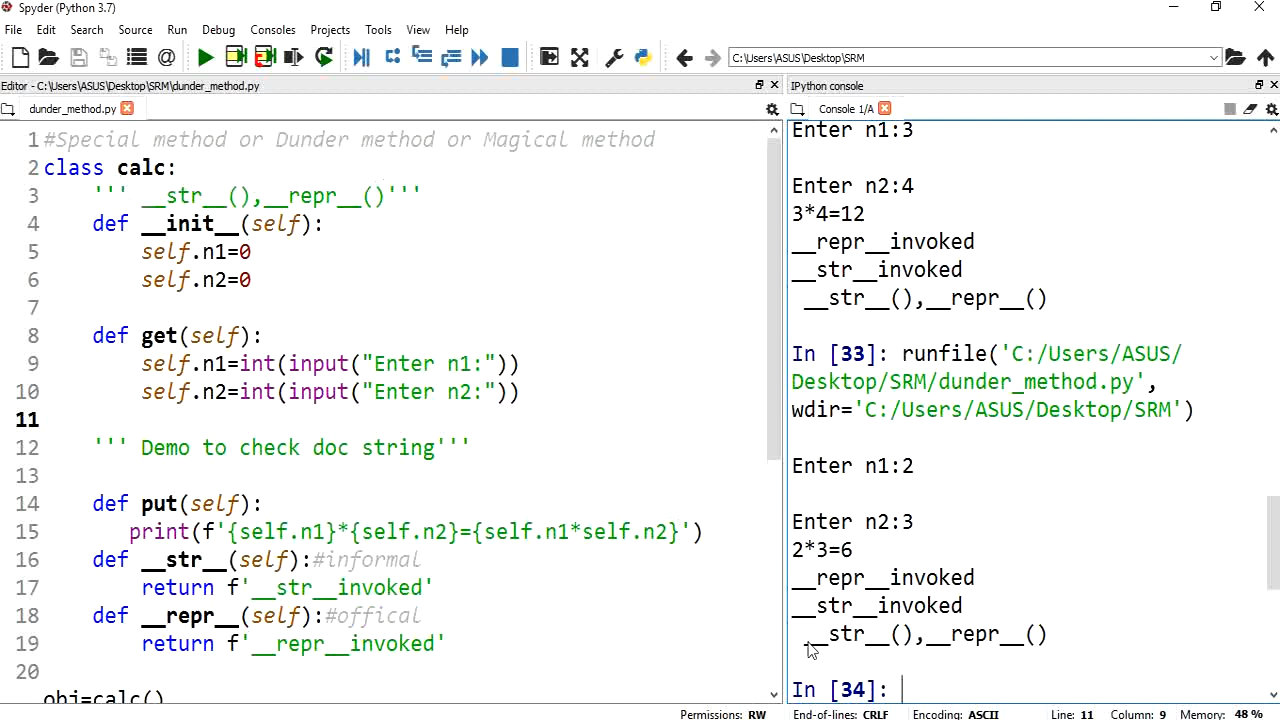 Spyder (Python 3.7)
File Edit Search Source Run Debug Consoles Projects Tools View Help
C:\Users\ASUS\Desktop\SRM
Editor - C:\Users\ASUS\Desktop\SRM\dunder_method.py
dunder_method.py
1 #Special method or Dunder method or Magical method
2 class calc:
3 ''' __str__(),__repr__()'''
4 def __init__(self):
5 self.n1=0
6 self.n2=0
7
8 def get(self):
9 self.n1=int(input("Enter n1:"))
10 self.n2=int(input("Enter n2:"))
11
12 ''' Demo to check doc string'''
13
14 def put(self):
15 print(f'{self.n1}*{self.n2}={self.n1*self.n2}')
16 def __str__(self):#informal
17 return f'__str__invoked'
18 def __repr__(self):#offical
19 return f'__repr__invoked'
20
obj=calc()
IPython console
Console 1/A
Enter n1:3
Enter n2:4
3*4=12
__repr__invoked
__str__invoked
__str__(),__repr__()
In [33]: runfile('C:/Users/ASUS/
Desktop/SRM/dunder_method.py',
wdir='C:/Users/ASUS/Desktop/SRM')
Enter n1:2
Enter n2:3
2*3=6
__repr__invoked
__str__invoked
__str__(),__repr__()
In [34]:
Permissions: RW End-of-lines: CRLF Encoding: ASCII Line: 11 Column: 9 Memory: 48 %